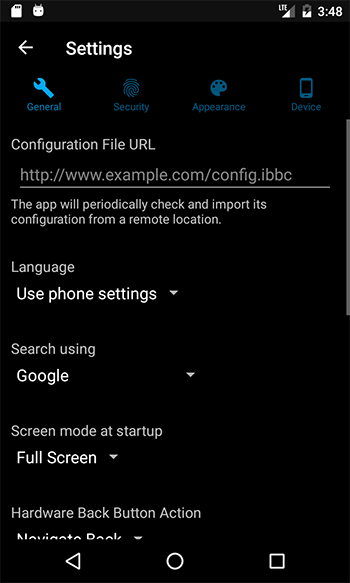 LTE 3:48
Settings
General Security Appearance Device
Configuration File URL
http://www.example.com/config.ibbc
The app will periodically check and import its
configuration from a remote location.
Language
Use phone settings
Search using
Google
Screen mode at startup
Full Screen
Hardware Back Button Action
Navigate Back